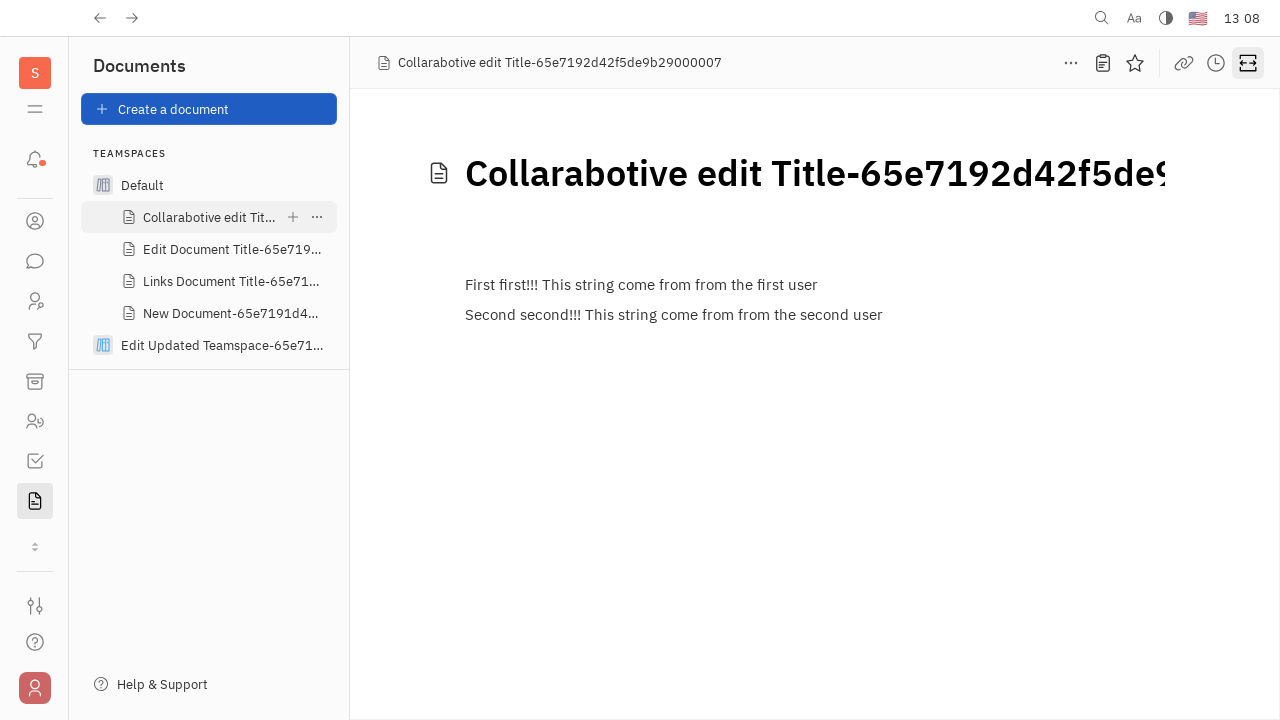 Aa
13 08
S
Documents
Create a document
TEAMSPACES
Default
Collarabotive edit Tit...
Edit Document Title-65e719...
Links Document Title-65e71...
New Document-65e7191d4...
Edit Updated Teamspace-65e71...
Help & Support
Collarabotive edit Title-65e7192d42f5de9b29000007
Collarabotive edit Title-65e7192d42f5de9
First first!!! This string come from from the first user
Second second!!! This string come from from the second user